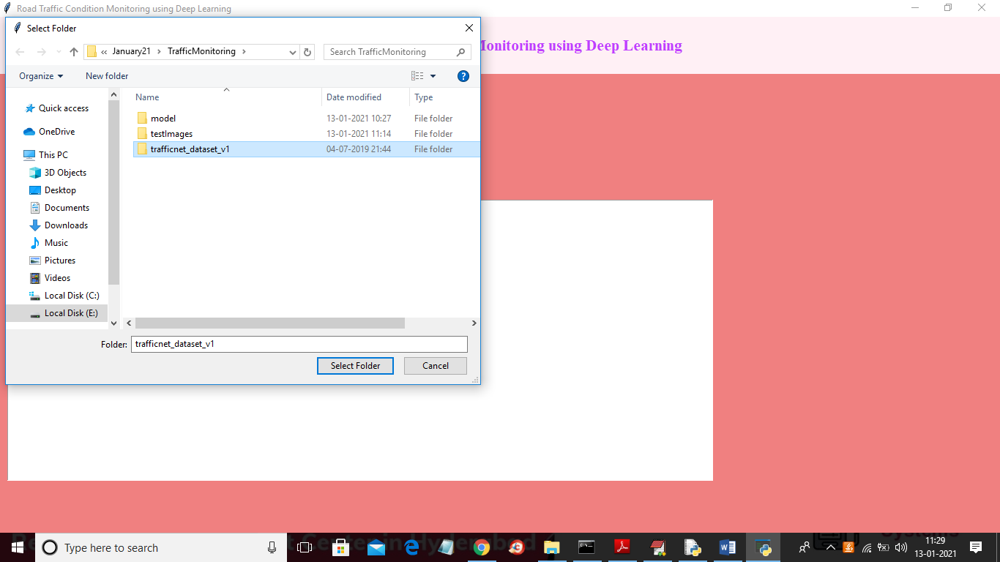 Road Traffic Condition Monitoring using Deep Learning
Select Folder
Monitoring using Deep Learning
« January21 › TrafficMonitoring ›
Search TrafficMonitoring
Organize
New folder
?
Name
Date modified
Type
Quick access
OneDrive
This PC
3D Objects
Desktop
Documents
Downloads
Music
Pictures
Videos
Local Disk (C:)
Local Disk (E:)
model 13-01-2021 10:27 File folder
testImages 13-01-2021 11:14 File folder
trafficnet_dataset_v1 04-07-2019 21:44 File folder
Folder: trafficnet_dataset_v1
Select Folder
Cancel
Type here to search
Systems
11:29
13-01-2021